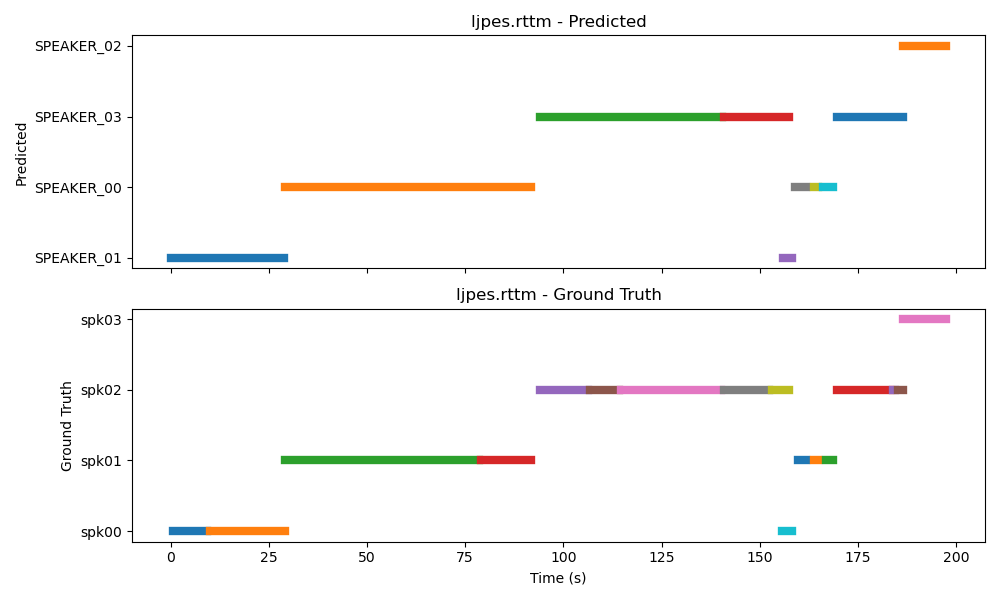 ljpes.rttm - Predicted
SPEAKER_02
SPEAKER_03
SPEAKER_00
SPEAKER_01
Predicted
ljpes.rttm - Ground Truth
spk03
spk02
spk01
spk00
Ground Truth
0 25 50 75 100 125 150 175 200
Time (s)